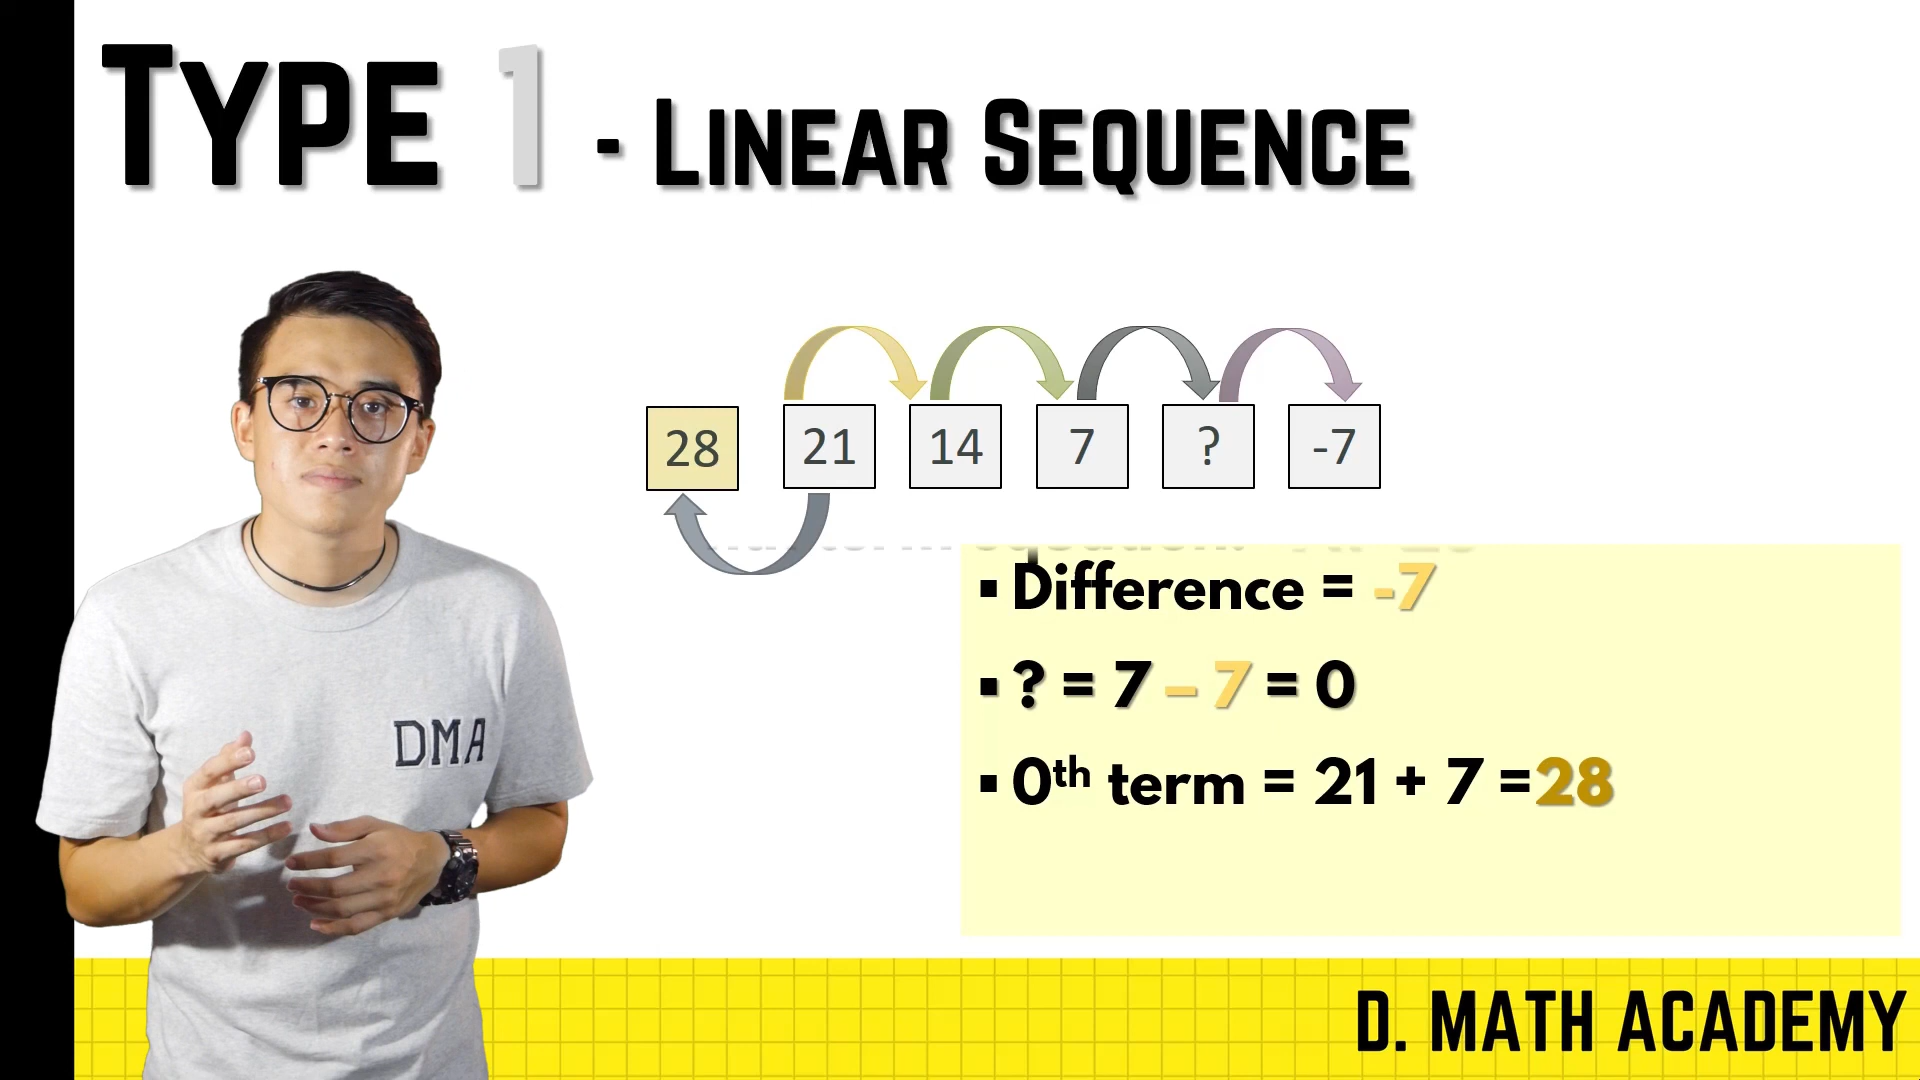 TYPE 1 - LINEAR SEQUENCE
28 21 14 7 ? -7
▪ Difference = -7
▪ ? = 7 – 7 = 0
▪ 0th term = 21 + 7 =28
DMA
D. MATH ACADEMY